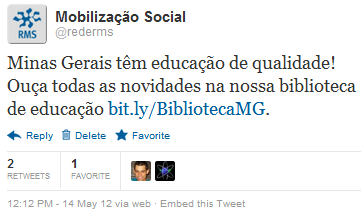 RMS
Mobilização Social
@rederms
Minas Gerais têm educação de qualidade!
Ouça todas as novidades na nossa biblioteca
de educação bit.ly/BibliotecaMG.
Reply Delete Favorite
2 1
RETWEETS FAVORITE
12:12 PM - 14 May 12 via web · Embed this Tweet